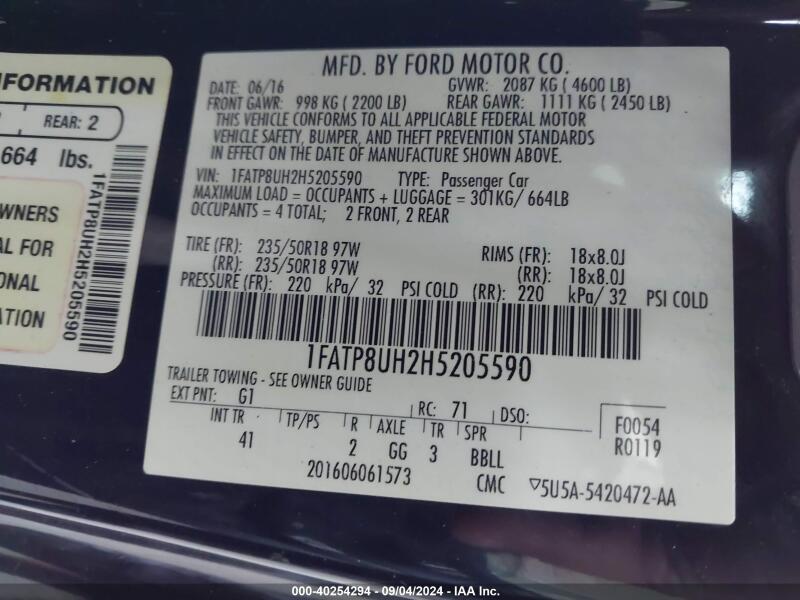 NFORMATION
REAR: 2
664 lbs.
WNERS
AL FOR
ONAL
ATION
1FATP8UH2H5205590
MFD. BY FORD MOTOR CO.
DATE: 06/16 GVWR: 2087 KG (4600 LB)
FRONT GAWR: 998 KG (2200 LB) REAR GAWR: 1111 KG (2450 LB)
THIS VEHICLE CONFORMS TO ALL APPLICABLE FEDERAL MOTOR
VEHICLE SAFETY, BUMPER, AND THEFT PREVENTION STANDARDS
IN EFFECT ON THE DATE OF MANUFACTURE SHOWN ABOVE.
VIN: 1FATP8UH2H5205590 TYPE: Passenger Car
MAXIMUM LOAD = OCCUPANTS + LUGGAGE = 301KG/ 664LB
OCCUPANTS = 4 TOTAL; 2 FRONT, 2 REAR
TIRE (FR): 235/50R18 97W RIMS (FR): 18x8.0J
(RR): 235/50R18 97W (RR): 18x8.0J
PRESSURE (FR): 220 kPa/ 32 PSI COLD (RR): 220 kPa/ 32 PSI COLD
1FATP8UH2H5205590
TRAILER TOWING - SEE OWNER GUIDE
EXT PNT: G1 RC: 71 DSO: F0054
INT TR TP/PS R AXLE TR SPR R0119
41 2 GG 3 BBLL
201606061573 CMC ▽5U5A-5420472-AA
000-40254294 - 09/04/2024 - IAA Inc.